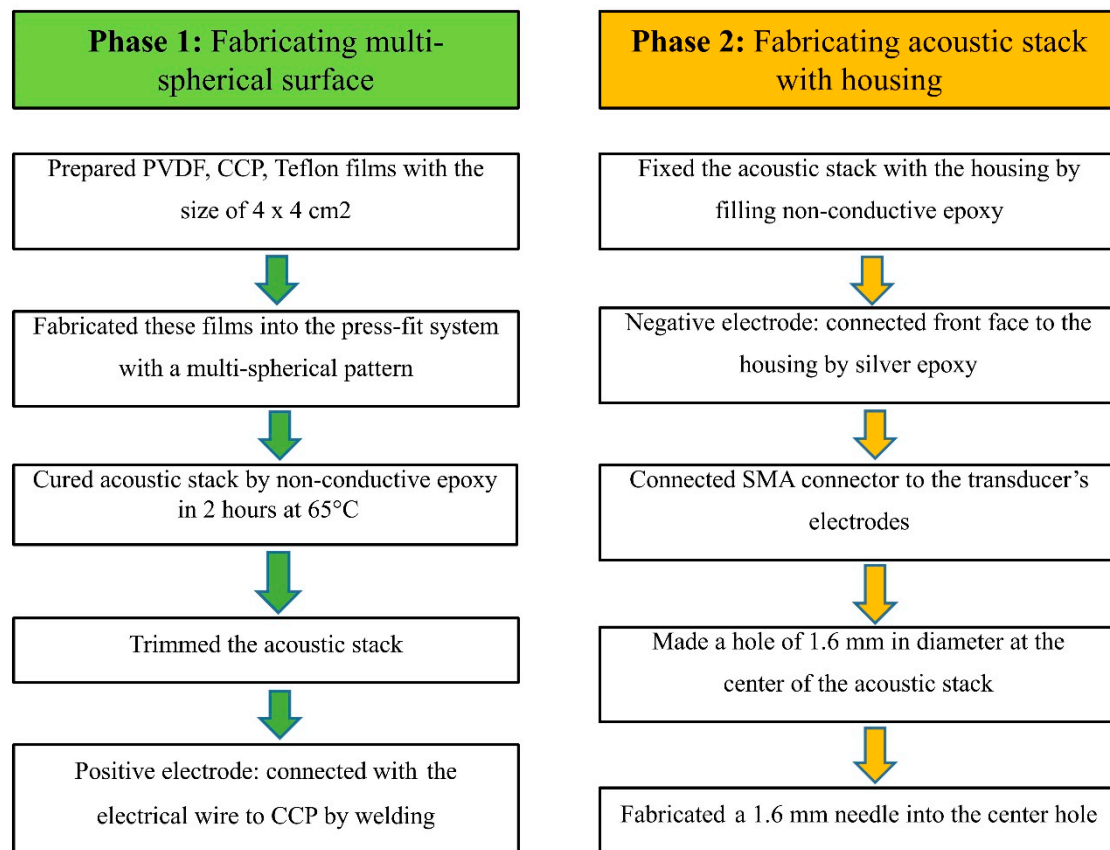 Phase 1: Fabricating multi-
spherical surface
Prepared PVDF, CCP, Teflon films with the
size of 4 x 4 cm2
Fabricated these films into the press-fit system
with a multi-spherical pattern
Cured acoustic stack by non-conductive epoxy
in 2 hours at 65°C
Trimmed the acoustic stack
Positive electrode: connected with the
electrical wire to CCP by welding
Phase 2: Fabricating acoustic stack
with housing
Fixed the acoustic stack with the housing by
filling non-conductive epoxy
Negative electrode: connected front face to the
housing by silver epoxy
Connected SMA connector to the transducer’s
electrodes
Made a hole of 1.6 mm in diameter at the
center of the acoustic stack
Fabricated a 1.6 mm needle into the center hole